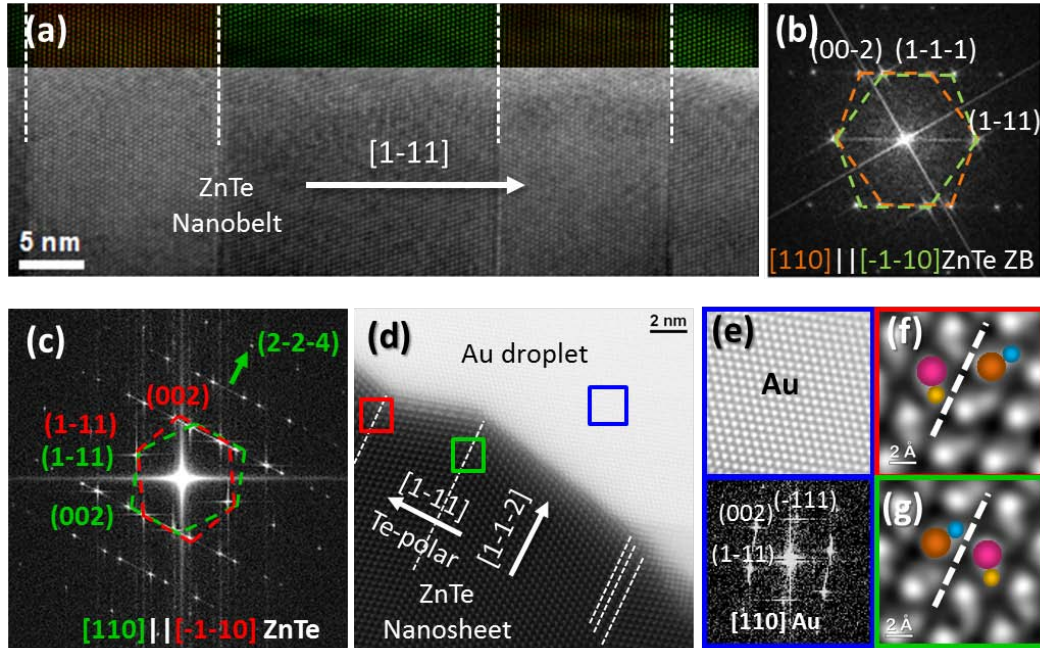 (a)
[1-11]
ZnTe
Nanobelt
5 nm
(b)
(00-2) (1-1-1)
(1-11)
[110]||[-1-10]ZnTe ZB
(c)
(2-2-4)
(002)
(1-11)
(1-11)
(002)
[110]||[-1-10] ZnTe
(d)
2 nm
Au droplet
[1-11]
Te-polar
[1-1-2]
ZnTe
Nanosheet
(e)
Au
(002) (-111)
(1-11)
[110] Au
(f)
2 Å
(g)
2 Å